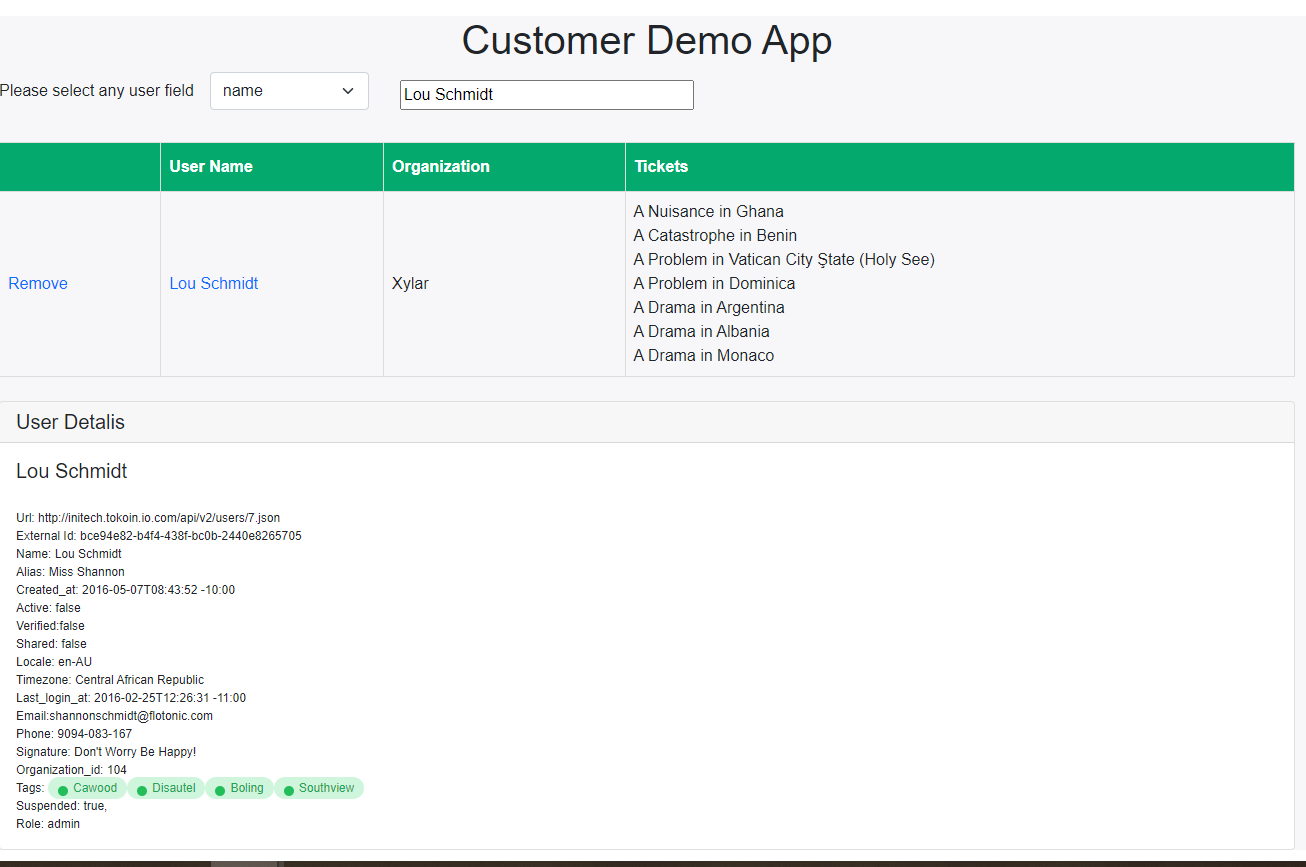 Customer Demo App
Please select any user field name Lou Schmidt
User Name Organization Tickets
A Nuisance in Ghana
A Catastrophe in Benin
A Problem in Vatican City Ştate (Holy See)
Remove Lou Schmidt Xylar A Problem in Dominica
A Drama in Argentina
A Drama in Albania
A Drama in Monaco
User Detalis
Lou Schmidt
Url: http://initech.tokoin.io.com/api/v2/users/7.json
External Id: bce94e82-b4f4-438f-bc0b-2440e8265705
Name: Lou Schmidt
Alias: Miss Shannon
Created_at: 2016-05-07T08:43:52 -10:00
Active: false
Verified:false
Shared: false
Locale: en-AU
Timezone: Central African Republic
Last_login_at: 2016-02-25T12:26:31 -11:00
Email:shannonschmidt@flotonic.com
Phone: 9094-083-167
Signature: Don't Worry Be Happy!
Organization_id: 104
Tags: Cawood Disautel Boling Southview
Suspended: true,
Role: admin